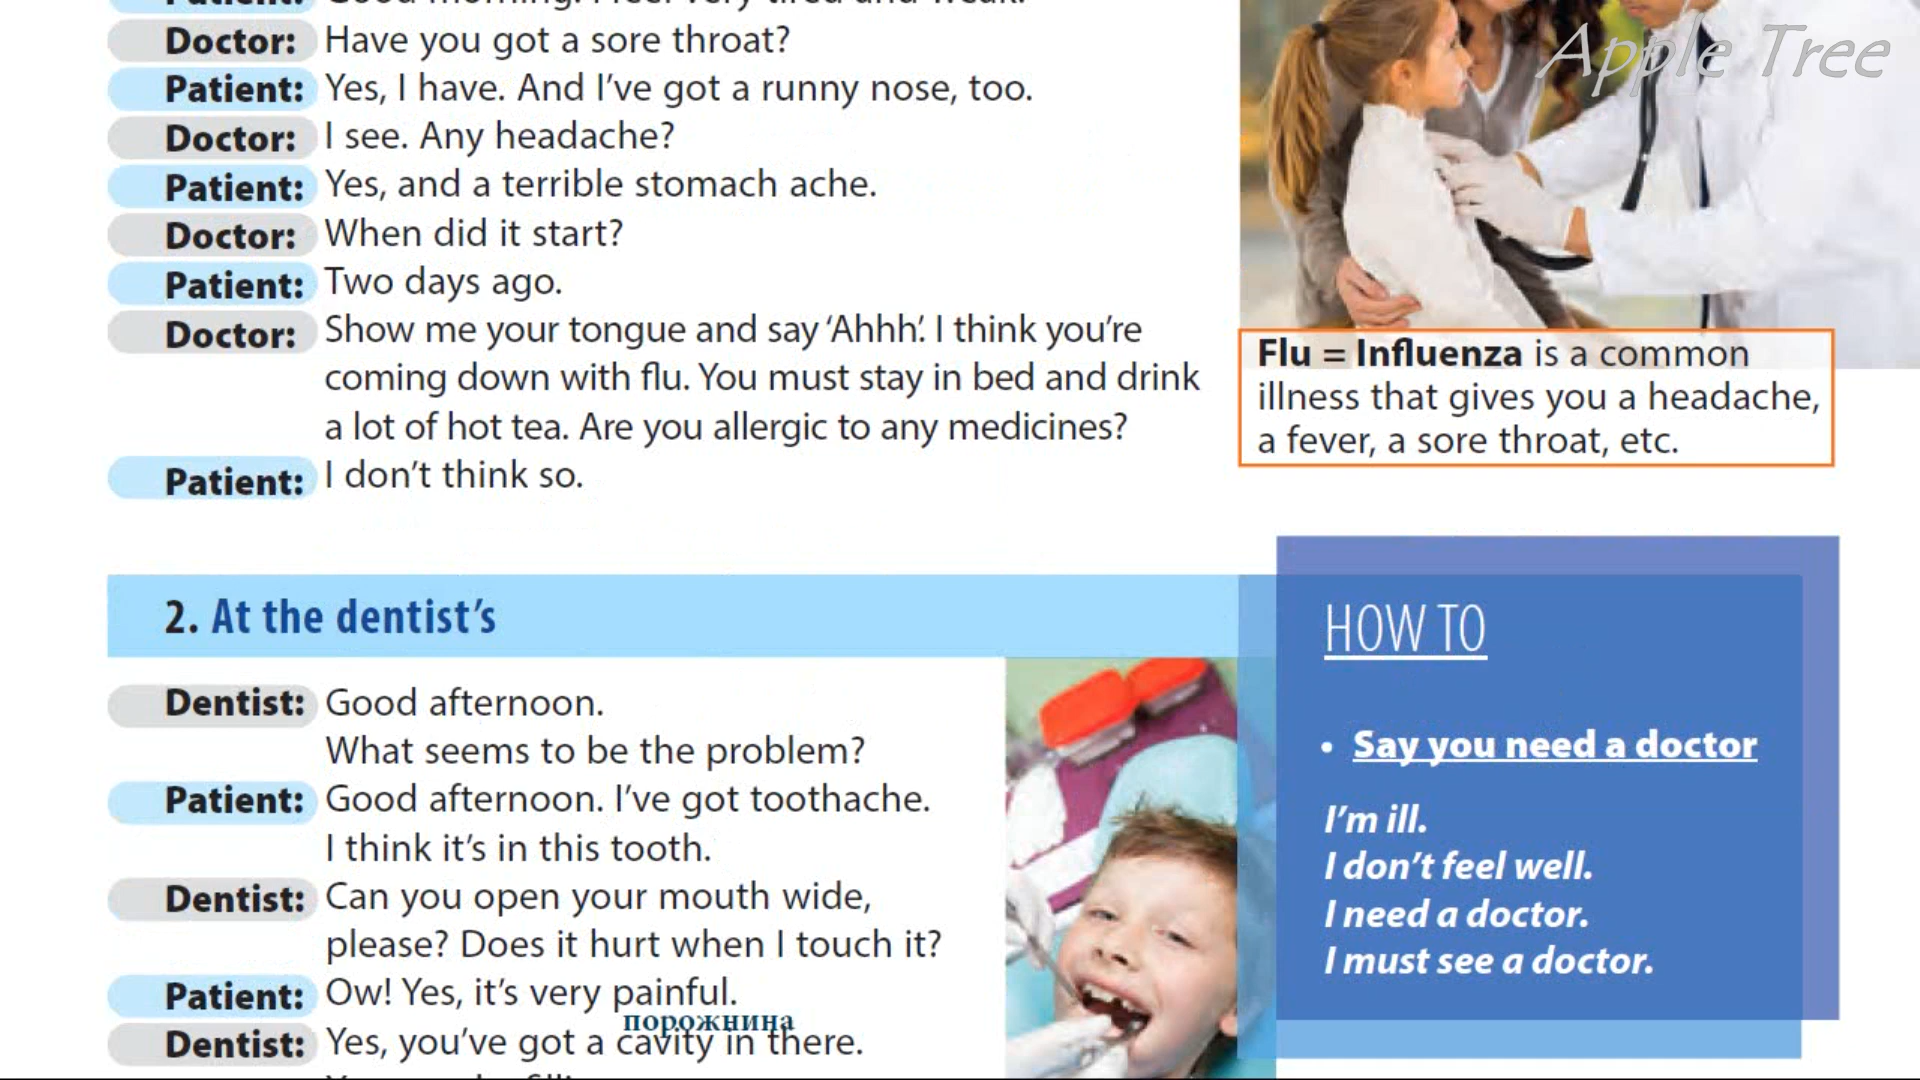 Patient: Good morning. I feel very tired and weak.
Doctor: Have you got a sore throat?
Patient: Yes, I have. And I've got a runny nose, too.
Doctor: I see. Any headache?
Patient: Yes, and a terrible stomach ache.
Doctor: When did it start?
Patient: Two days ago.
Doctor: Show me your tongue and say 'Ahhh'. I think you're
coming down with flu. You must stay in bed and drink
a lot of hot tea. Are you allergic to any medicines?
Patient: I don't think so.
Apple Tree
Flu = Influenza is a common
illness that gives you a headache,
a fever, a sore throat, etc.
2. At the dentist's
Dentist: Good afternoon.
What seems to be the problem?
Patient: Good afternoon. I've got toothache.
I think it's in this tooth.
Dentist: Can you open your mouth wide,
please? Does it hurt when I touch it?
Patient: Ow! Yes, it's very painful.
порожнина
Dentist: Yes, you've got a cavity in there.
HOW TO
• Say you need a doctor
I'm ill.
I don't feel well.
I need a doctor.
I must see a doctor.